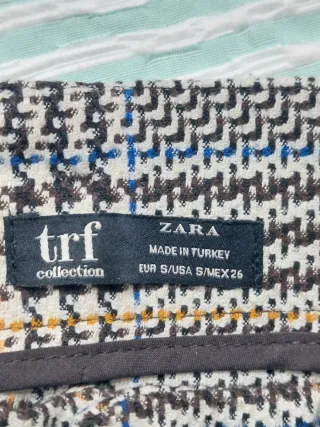 trf
collection
ZARA
MADE IN TURKEY
EUR S/USA S/MEX 26